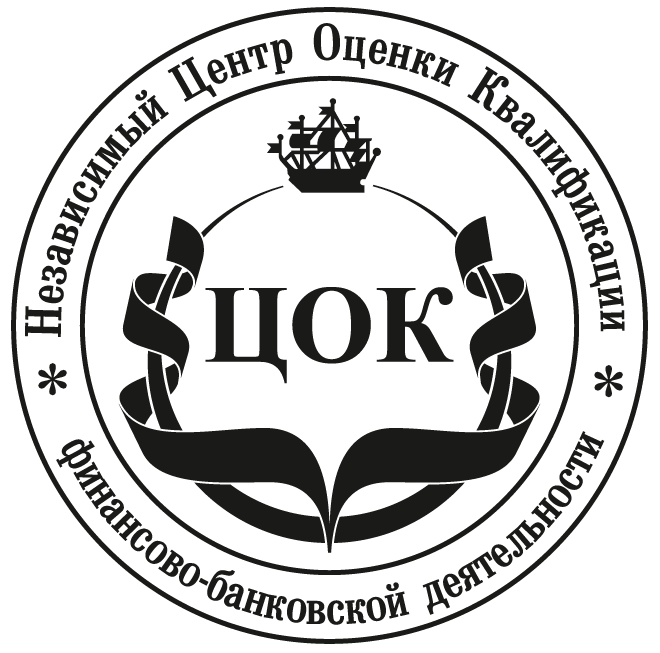 Независимый Центр Оценки Квалификации
ЦОК
* финансово-банковской деятельности *